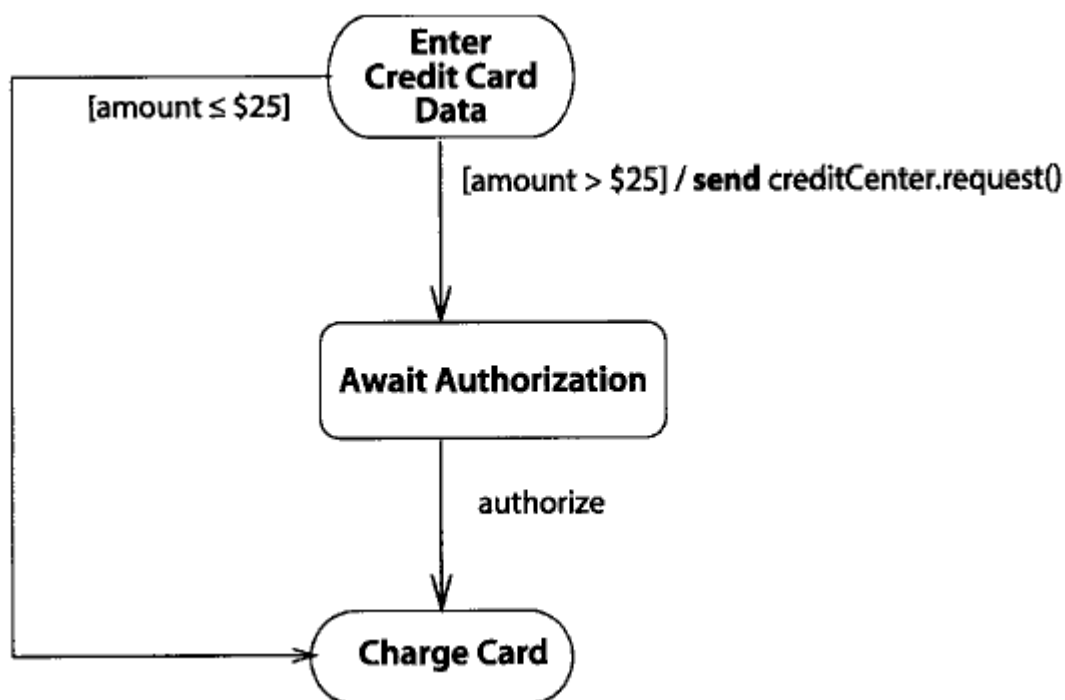 Enter
Credit Card
Data
[amount ≤ $25]
[amount > $25] / send creditCenter.request()
Await Authorization
authorize
Charge Card